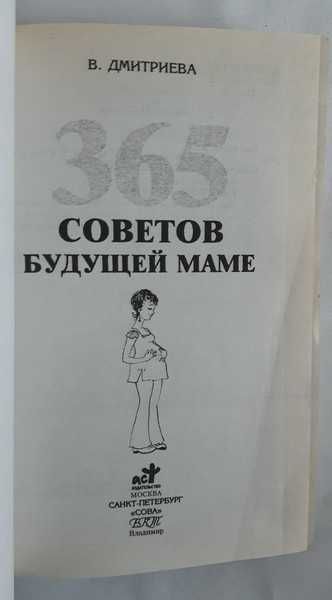 В. ДМИТРИЕВА
365
СОВЕТОВ
БУДУЩЕЙ МАМЕ
аст
ИЗДАТЕЛЬСТВО
МОСКВА
САНКТ-ПЕТЕРБУРГ
«СОВА»
ВКТ
Владимир